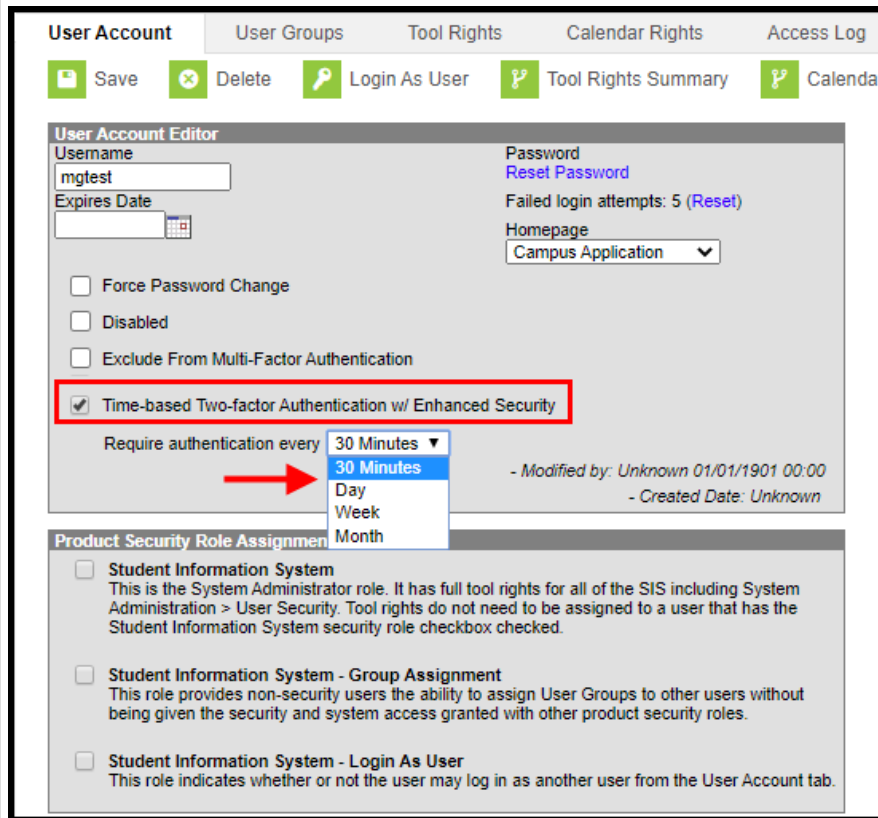 User Account User Groups Tool Rights Calendar Rights Access Log
Save Delete Login As User Tool Rights Summary Calenda
User Account Editor
Username Password
mgtest Reset Password
Expires Date Failed login attempts: 5 (Reset)
Homepage
Campus Application
Force Password Change
Disabled
Exclude From Multi-Factor Authentication
Time-based Two-factor Authentication w/ Enhanced Security
Require authentication every 30 Minutes
30 Minutes
Day
Week
Month
- Modified by: Unknown 01/01/1901 00:00
- Created Date: Unknown
Product Security Role Assignmen
Student Information System
This is the System Administrator role. It has full tool rights for all of the SIS including System
Administration > User Security. Tool rights do not need to be assigned to a user that has the
Student Information System security role checkbox checked.
Student Information System - Group Assignment
This role provides non-security users the ability to assign User Groups to other users without
being given the security and system access granted with other product security roles.
Student Information System - Login As User
This role indicates whether or not the user may log in as another user from the User Account tab.